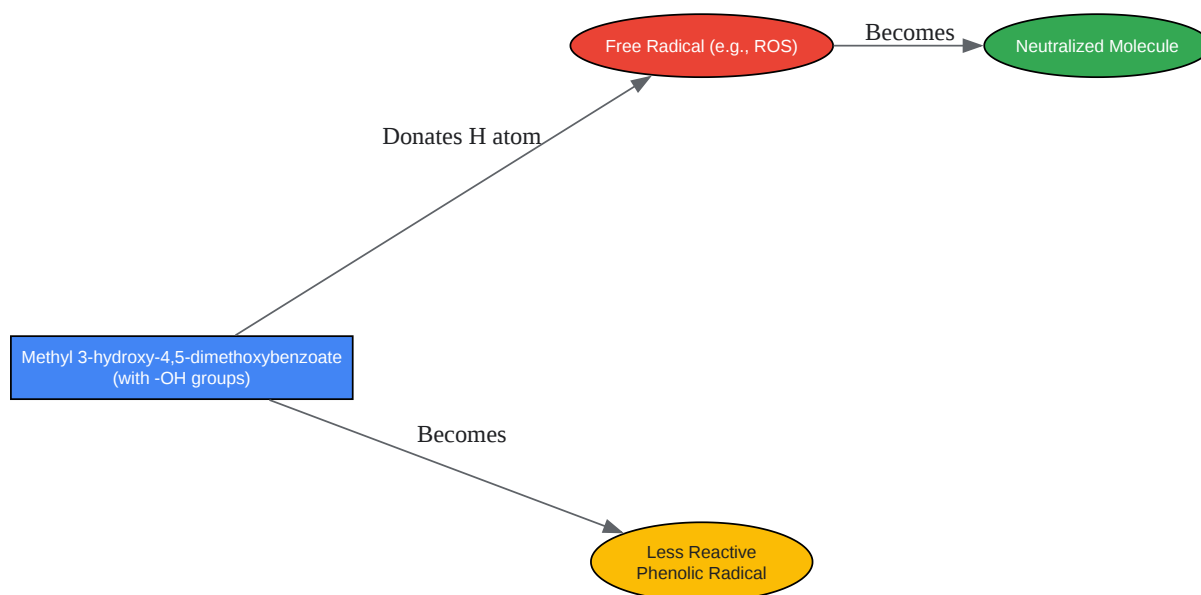 Free Radical (e.g., ROS)
Becomes
Neutralized Molecule
Donates H atom
Methyl 3-hydroxy-4,5-dimethoxybenzoate
(with -OH groups)
Becomes
Less Reactive
Phenolic Radical